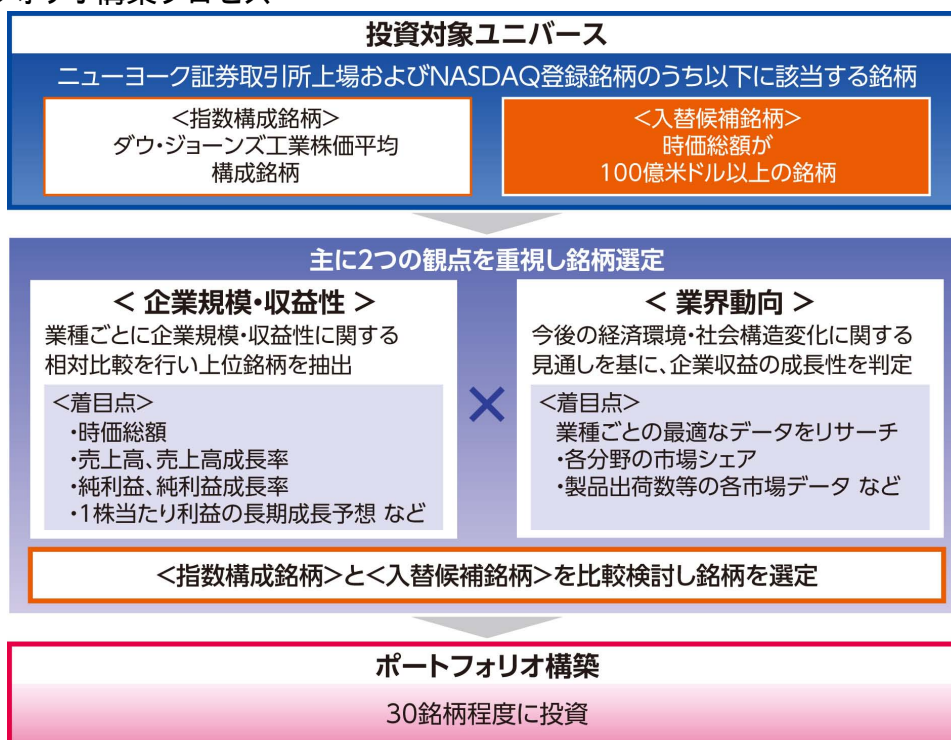 ポートフォリオ構築プロセス
投資対象ユニバース
ニューヨーク証券取引所上場およびNASDAQ登録銘柄のうち以下に該当する銘柄
＜指数構成銘柄＞
ダウ・ジョーンズ工業株価平均
構成銘柄
＜入替候補銘柄＞
時価総額が
100億米ドル以上の銘柄
主に2つの観点を重視し銘柄選定
＜ 企業規模・収益性 ＞
業種ごとに企業規模・収益性に関する
相対比較を行い上位銘柄を抽出
＜着目点＞
・時価総額
・売上高、売上高成長率
・純利益、純利益成長率
・1株当たり利益の長期成長予想 など
×
＜ 業界動向 ＞
今後の経済環境・社会構造変化に関する
見通しを基に、企業収益の成長性を判定
＜着目点＞
業種ごとの最適なデータをリサーチ
・各分野の市場シェア
・製品出荷数等の各市場データ など
＜指数構成銘柄＞と＜入替候補銘柄＞を比較検討し銘柄を選定
ポートフォリオ構築
30銘柄程度に投資